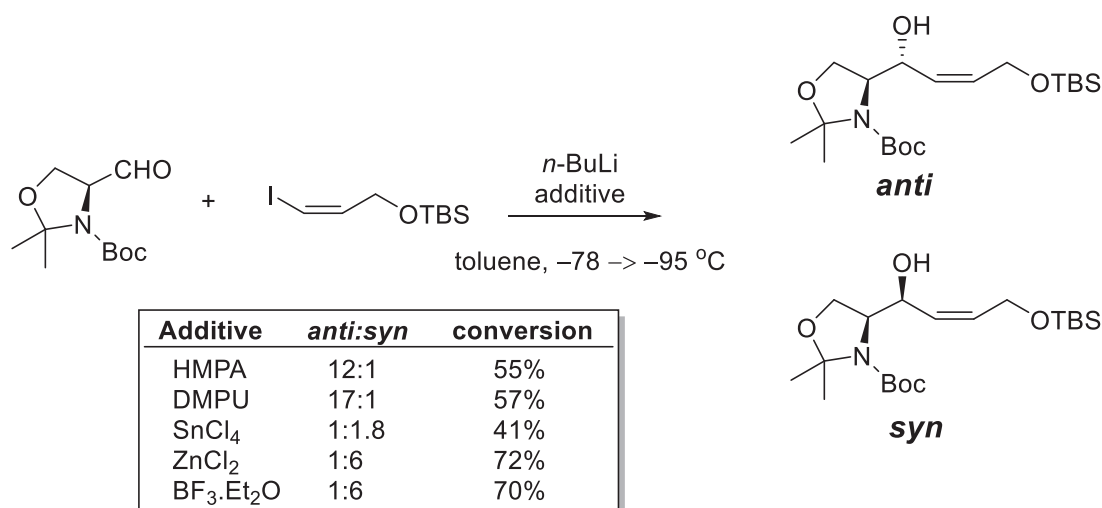 OH
O
N
Boc
OTBS
anti
CHO
O
N
Boc
+
I
OTBS
n-BuLi
additive
toluene, –78 –> –95 °C
OH
O
N
Boc
OTBS
syn
Additive anti:syn conversion
HMPA 12:1 55%
DMPU 17:1 57%
SnCl₄ 1:1.8 41%
ZnCl₂ 1:6 72%
BF₃.Et₂O 1:6 70%